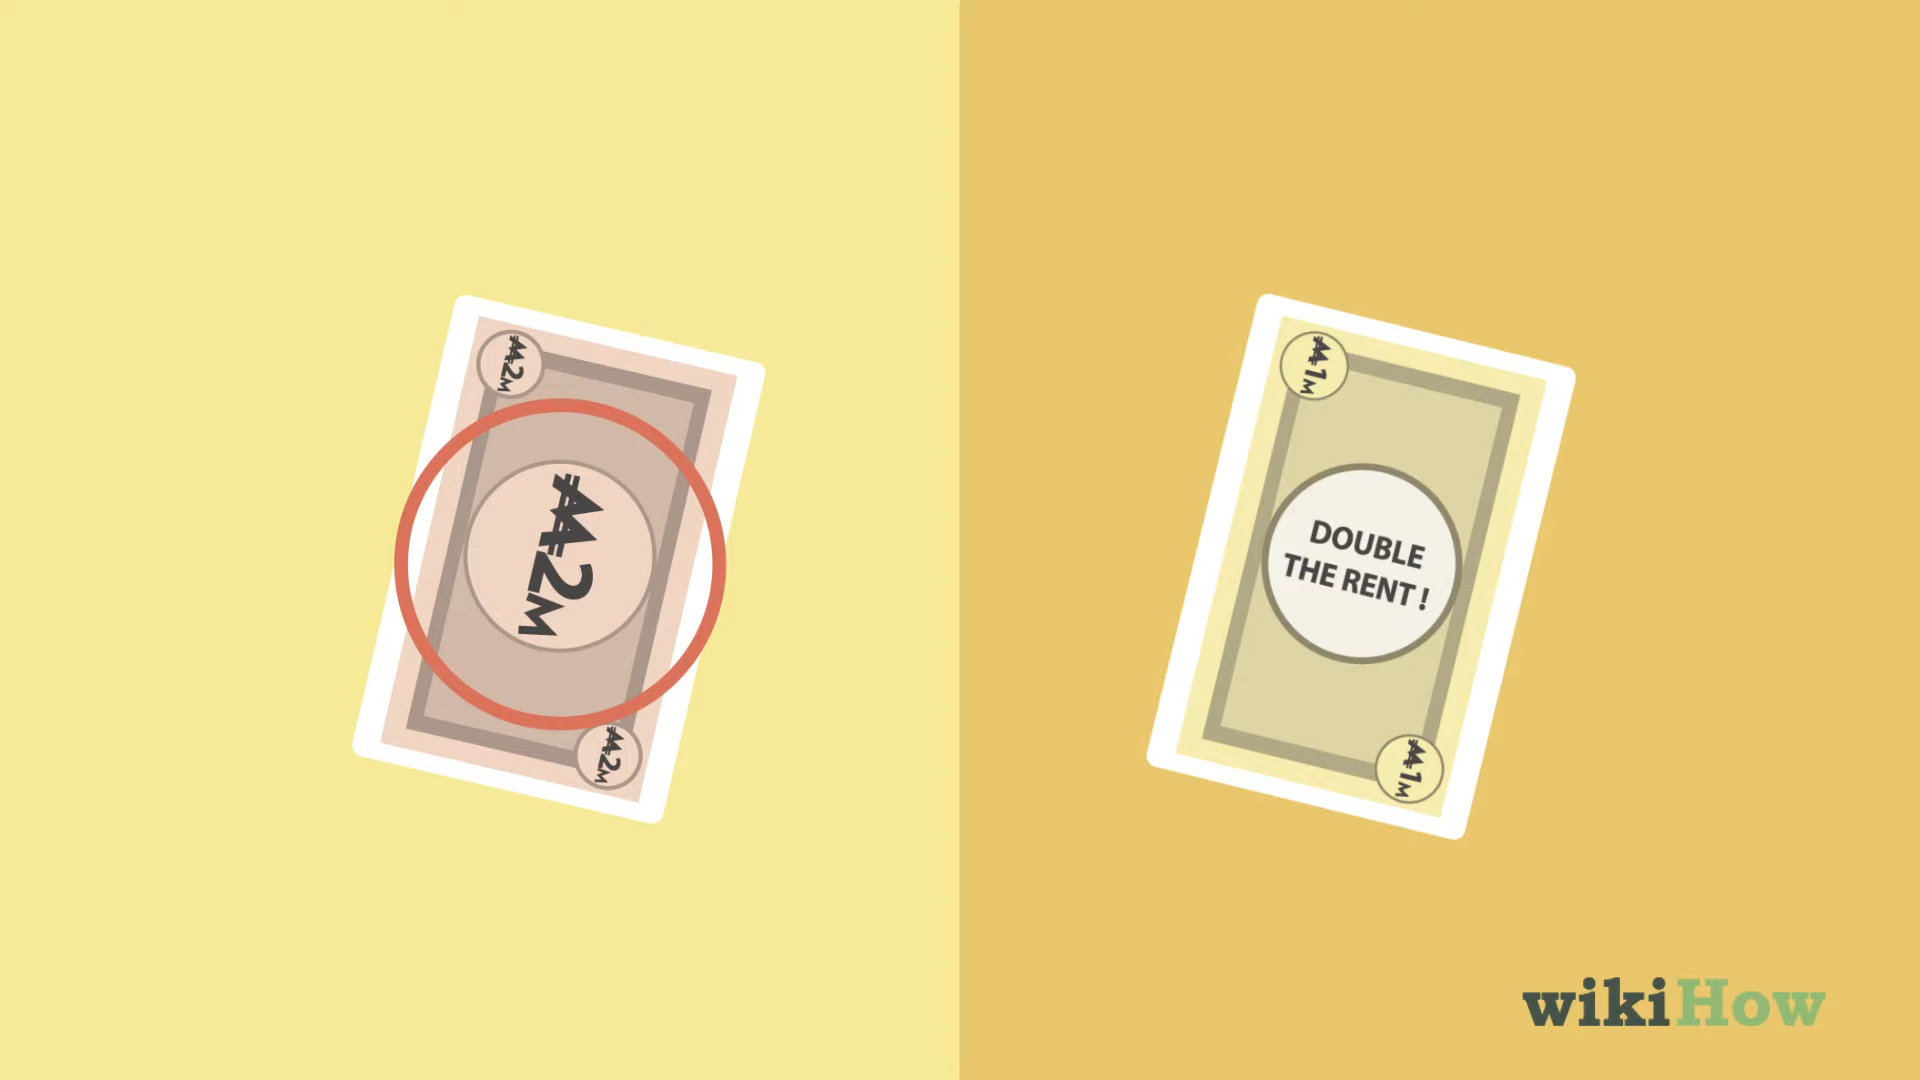 ₩2M
₩2M
₩2M
₩1M
DOUBLE
THE RENT!
₩1M
wikiHow